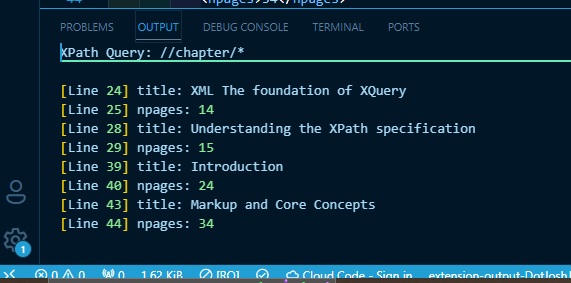 44 <npages>34</npages>
PROBLEMS OUTPUT DEBUG CONSOLE TERMINAL PORTS
XPath Query: //chapter/*
[Line 24] title: XML The foundation of XQuery
[Line 25] npages: 14
[Line 28] title: Understanding the XPath specification
[Line 29] npages: 15
[Line 39] title: Introduction
[Line 40] npages: 24
[Line 43] title: Markup and Core Concepts
[Line 44] npages: 34
1
0 0 0 1.62 KiB [RO] Cloud Code - Sign in extension-output-DotJosh